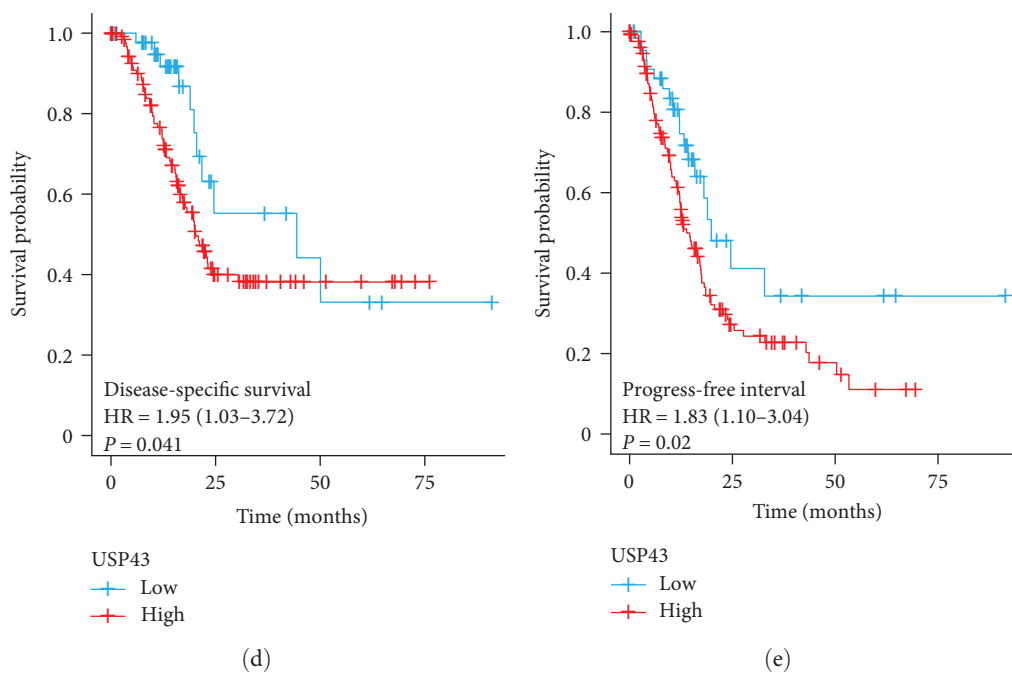 1.0
0.8
0.6
0.4
0.2
0
Survival probability
Disease-specific survival
HR = 1.95 (1.03–3.72)
P = 0.041
0 25 50 75
Time (months)
USP43
Low
High
(d)
1.0
0.8
0.6
0.4
0.2
0
Survival probability
Progress-free interval
HR = 1.83 (1.10–3.04)
P = 0.02
0 25 50 75
Time (months)
USP43
Low
High
(e)